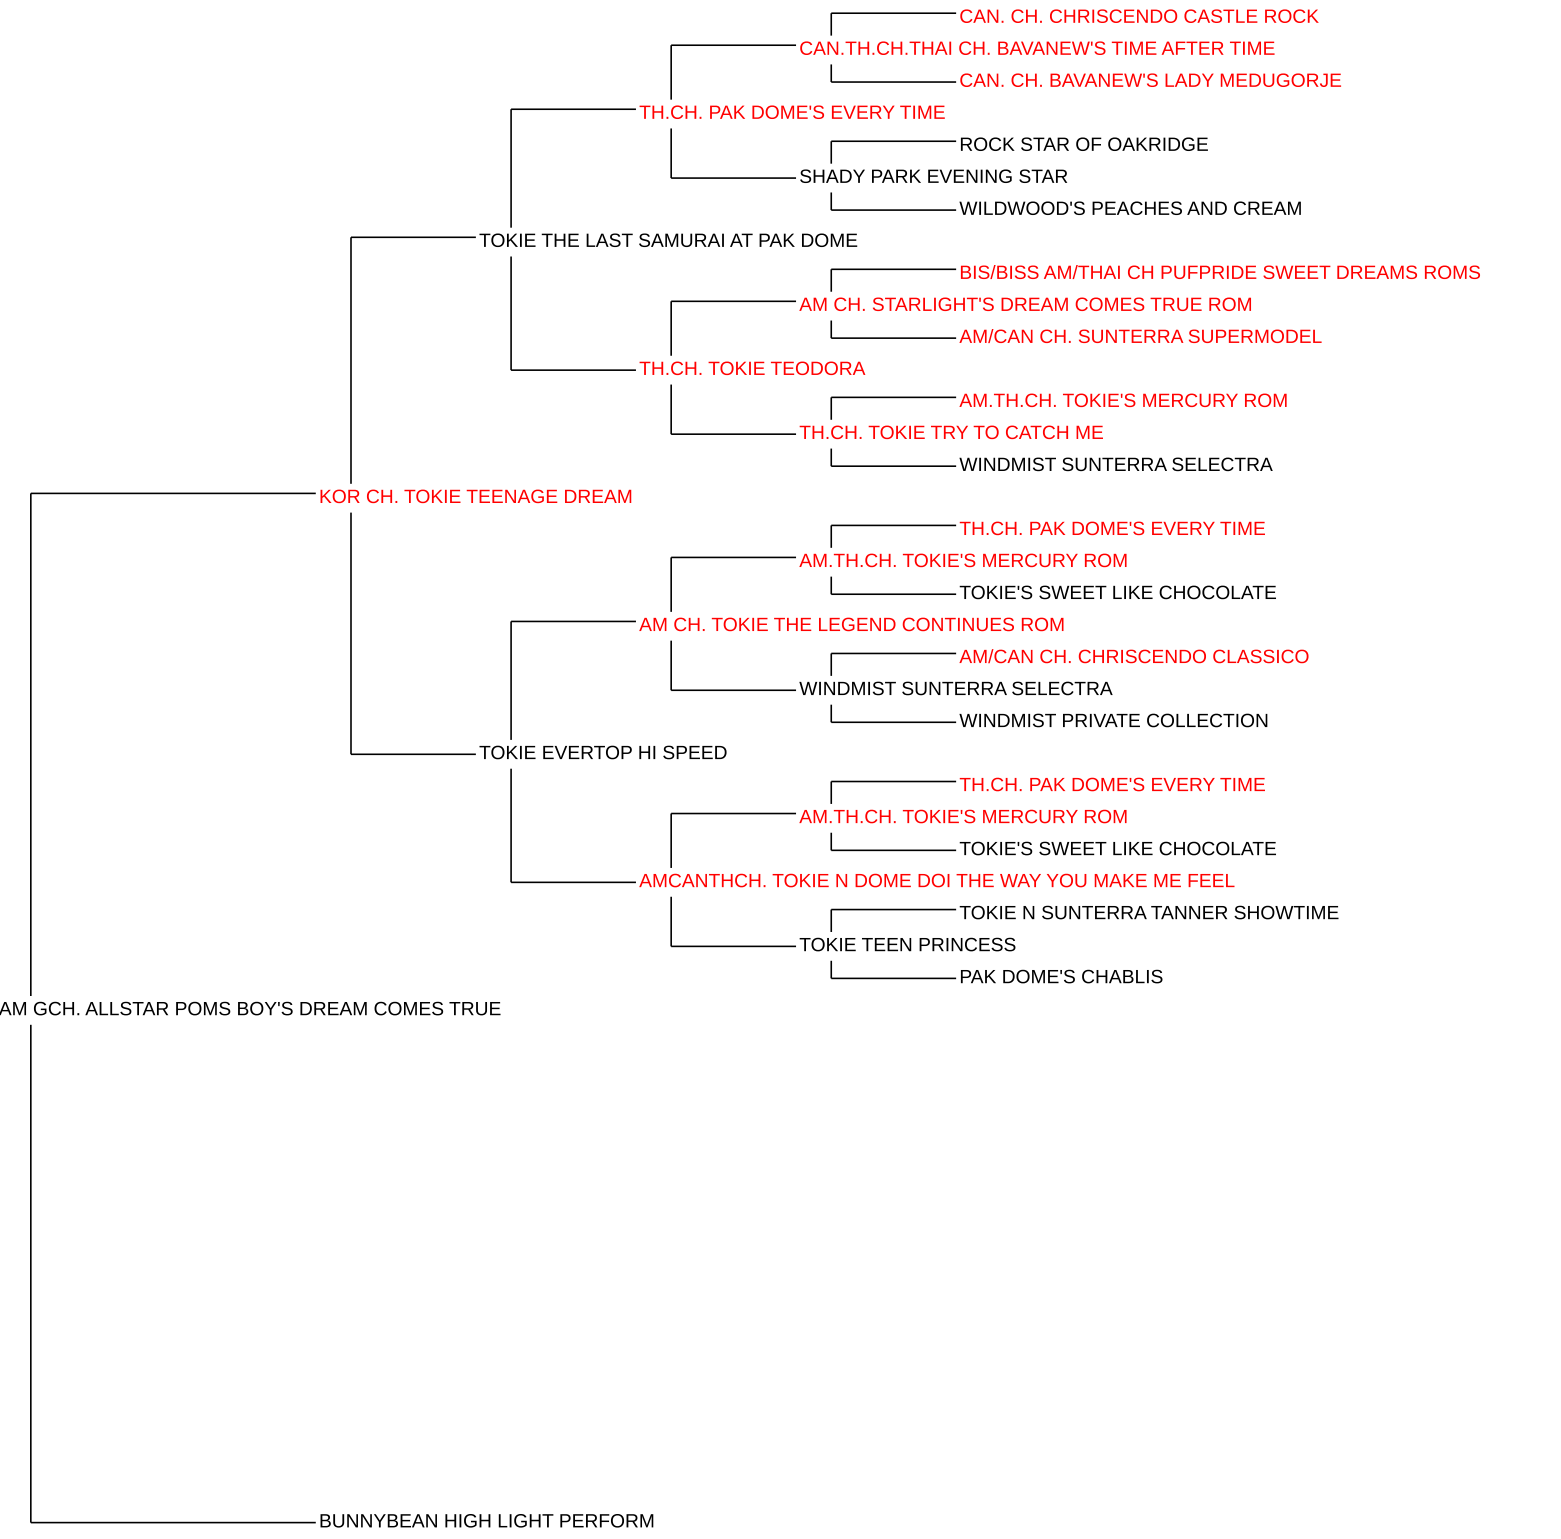 CAN. CH. CHRISCENDO CASTLE ROCK
CAN.TH.CH.THAI CH. BAVANEW'S TIME AFTER TIME
CAN. CH. BAVANEW'S LADY MEDUGORJE
TH.CH. PAK DOME'S EVERY TIME
ROCK STAR OF OAKRIDGE
SHADY PARK EVENING STAR
WILDWOOD'S PEACHES AND CREAM
TOKIE THE LAST SAMURAI AT PAK DOME
BIS/BISS AM/THAI CH PUFPRIDE SWEET DREAMS ROMS
AM CH. STARLIGHT'S DREAM COMES TRUE ROM
AM/CAN CH. SUNTERRA SUPERMODEL
TH.CH. TOKIE TEODORA
AM.TH.CH. TOKIE'S MERCURY ROM
TH.CH. TOKIE TRY TO CATCH ME
WINDMIST SUNTERRA SELECTRA
KOR CH. TOKIE TEENAGE DREAM
TH.CH. PAK DOME'S EVERY TIME
AM.TH.CH. TOKIE'S MERCURY ROM
TOKIE'S SWEET LIKE CHOCOLATE
AM CH. TOKIE THE LEGEND CONTINUES ROM
AM/CAN CH. CHRISCENDO CLASSICO
WINDMIST SUNTERRA SELECTRA
WINDMIST PRIVATE COLLECTION
TOKIE EVERTOP HI SPEED
TH.CH. PAK DOME'S EVERY TIME
AM.TH.CH. TOKIE'S MERCURY ROM
TOKIE'S SWEET LIKE CHOCOLATE
AMCANTHCH. TOKIE N DOME DOI THE WAY YOU MAKE ME FEEL
TOKIE N SUNTERRA TANNER SHOWTIME
TOKIE TEEN PRINCESS
PAK DOME'S CHABLIS
AM GCH. ALLSTAR POMS BOY'S DREAM COMES TRUE
BUNNYBEAN HIGH LIGHT PERFORM